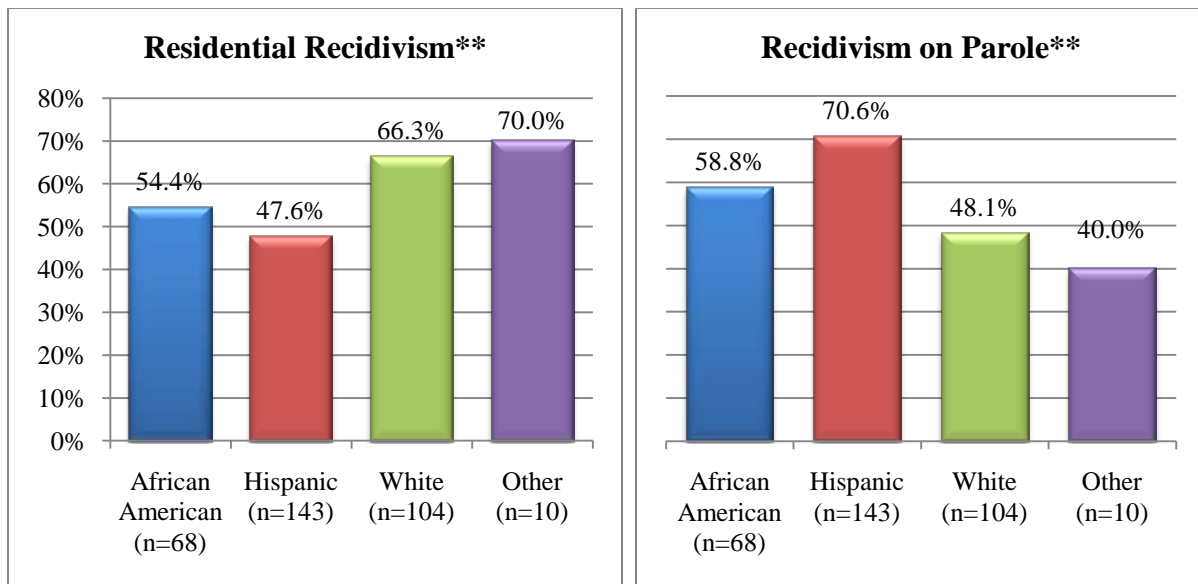 Residential Recidivism**
80%
70%
60%
50%
40%
30%
20%
10%
0%
54.4%
47.6%
66.3%
70.0%
African
American
(n=68)
Hispanic
(n=143)
White
(n=104)
Other
(n=10)
Recidivism on Parole**
58.8%
70.6%
48.1%
40.0%
African
American
(n=68)
Hispanic
(n=143)
White
(n=104)
Other
(n=10)